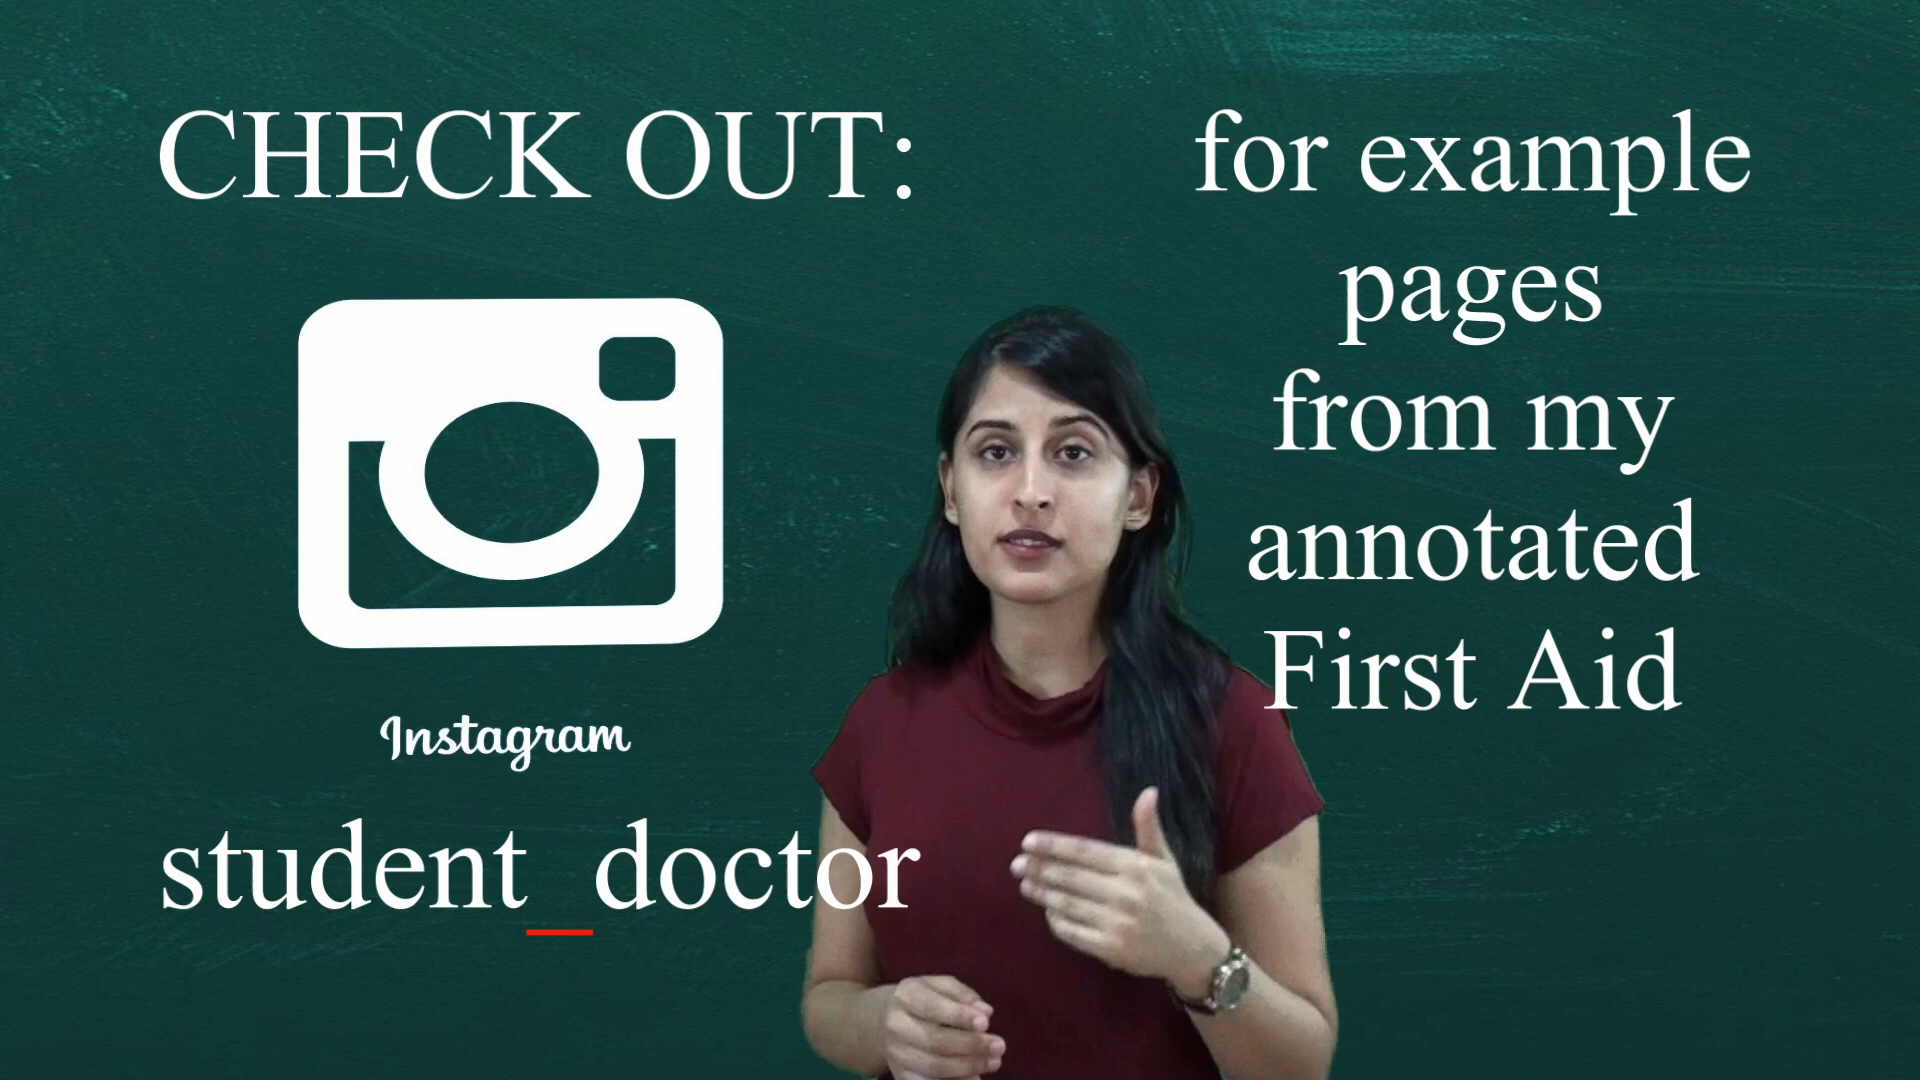 CHECK OUT:
Instagram
student_doctor
for example
pages
from my
annotated
First Aid